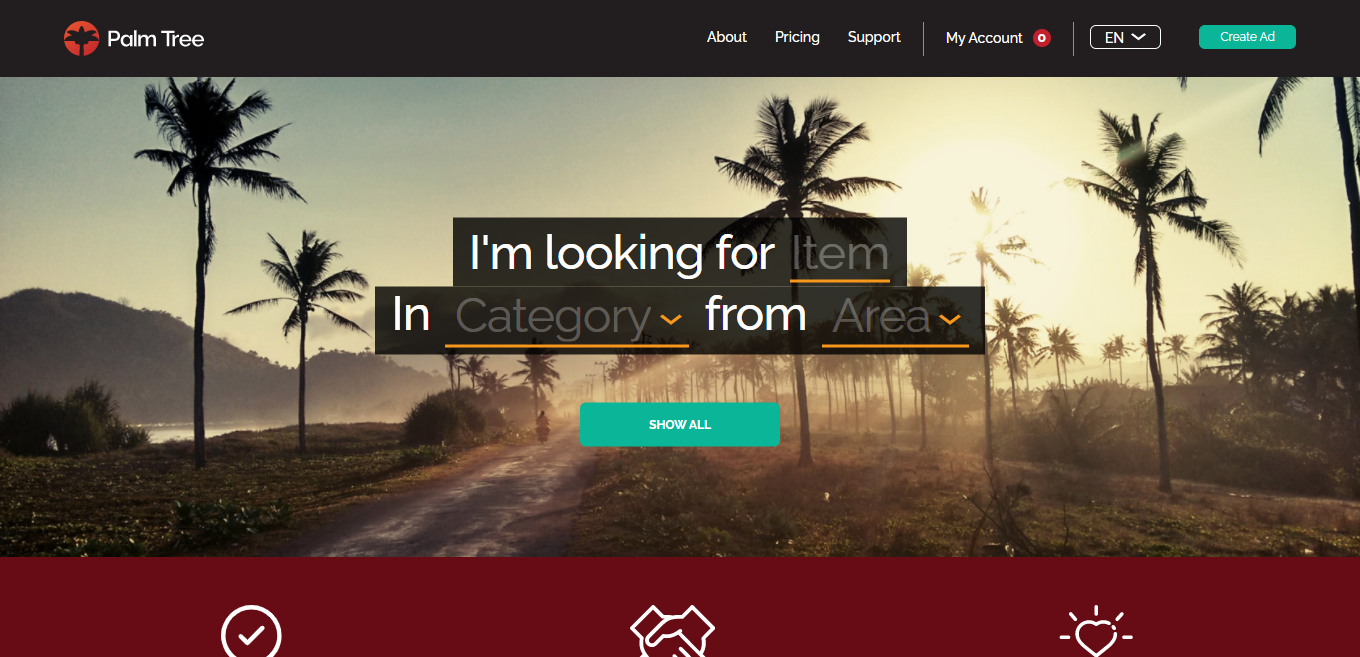 Palm Tree
About Pricing Support My Account 0 EN Create Ad
I'm looking for Item
In Category from Area
SHOW ALL